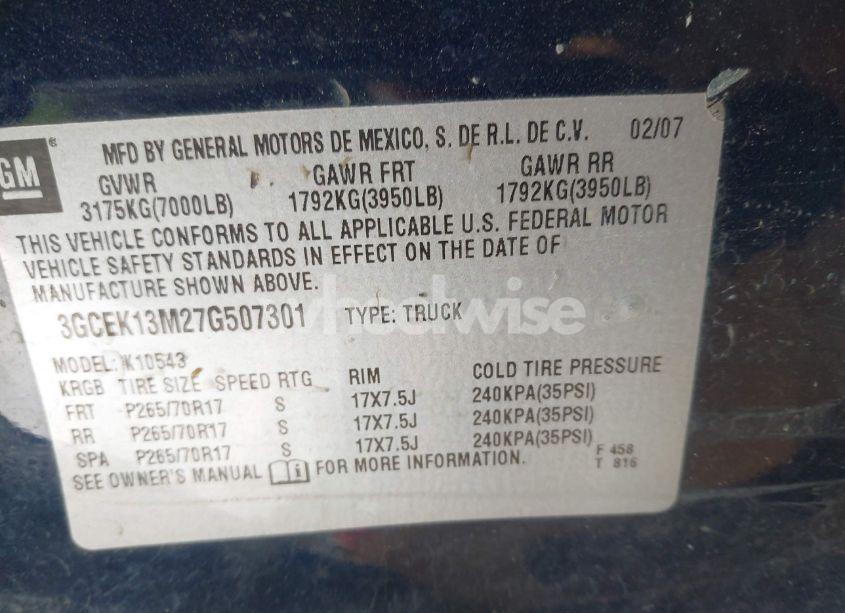 GM ®
MFD BY GENERAL MOTORS DE MEXICO, S. DE R.L. DE C.V. 02/07
GVWR GAWR FRT GAWR RR
3175KG(7000LB) 1792KG(3950LB) 1792KG(3950LB)
THIS VEHICLE CONFORMS TO ALL APPLICABLE U.S. FEDERAL MOTOR
VEHICLE SAFETY STANDARDS IN EFFECT ON THE DATE OF
MANUFACTURE SHOWN ABOVE.
3GCEK13M27G507301 TYPE: TRUCK
wheelwise
MODEL: K10543
KRGB TIRE SIZE SPEED RTG RIM COLD TIRE PRESSURE
FRT P265/70R17 S 17X7.5J 240KPA(35PSI)
RR P265/70R17 S 17X7.5J 240KPA(35PSI)
SPA P265/70R17 S 17X7.5J 240KPA(35PSI)
SEE OWNER'S MANUAL FOR MORE INFORMATION.
F 458
T 816